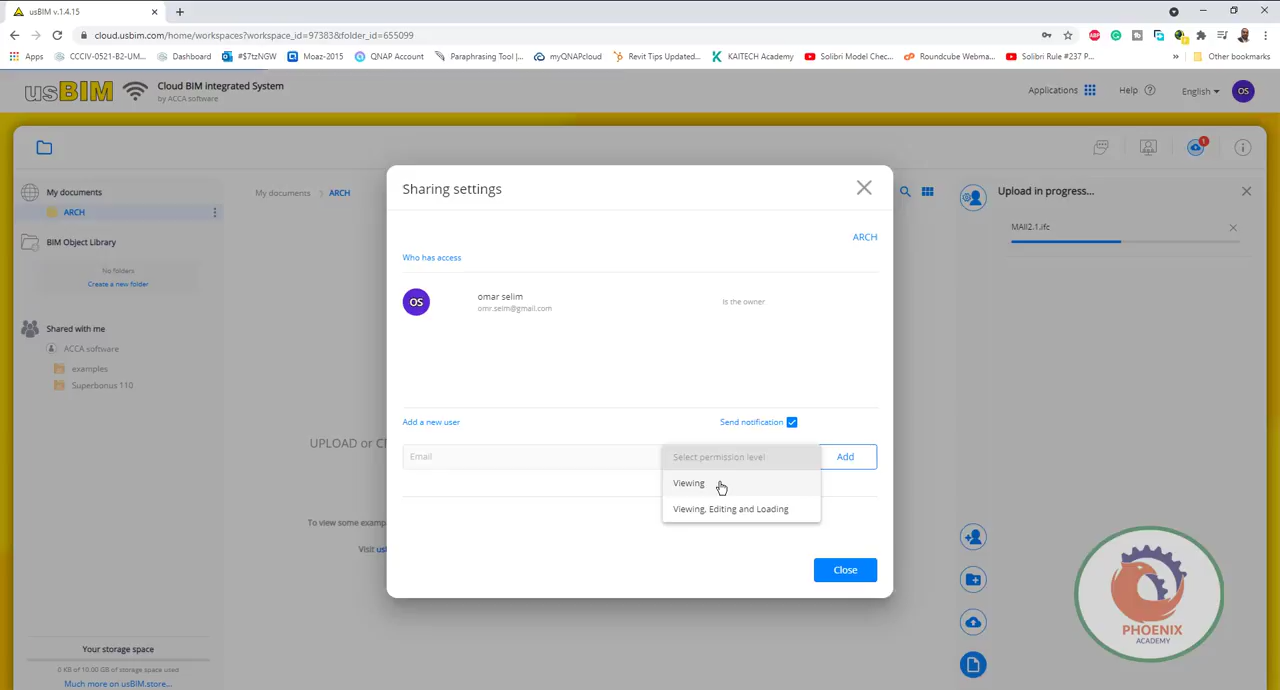 usBIM v.1.4.15
cloud.usbim.com/home/workspaces?workspace_id=97383&folder_id=655099
Apps
CCCIV-0521-B2-UM...
Dashboard
#$7tzNGW
Moaz-2015
QNAP Account
Paraphrasing Tool |...
myQNAPcloud
Revit Tips Updated...
KAITECH Academy
Solibri Model Chec...
Roundcube Webma...
Solibri Rule #237 P...
»
Other bookmarks
usBIM
Cloud BIM integrated System
by ACCA software
Applications
Help
English
OS
My documents
ARCH
BIM Object Library
No folders
Create a new folder
Shared with me
ACCA software
examples
Superbonus 110
Your storage space
0 KB of 10.00 GB of storage space used
Much more on usBIM.store...
My documents > ARCH
UPLOAD or
To view some
Visit
Sharing settings
ARCH
Who has access
OS
omar selim
omr.seim@gmail.com
Is the owner
Add a new user
Send notification
Email
Select permission level
Add
Viewing
Viewing, Editing and Loading
Close
1
Upload in progress...
MAII2.1.ifc
PHOENIX
ACADEMY